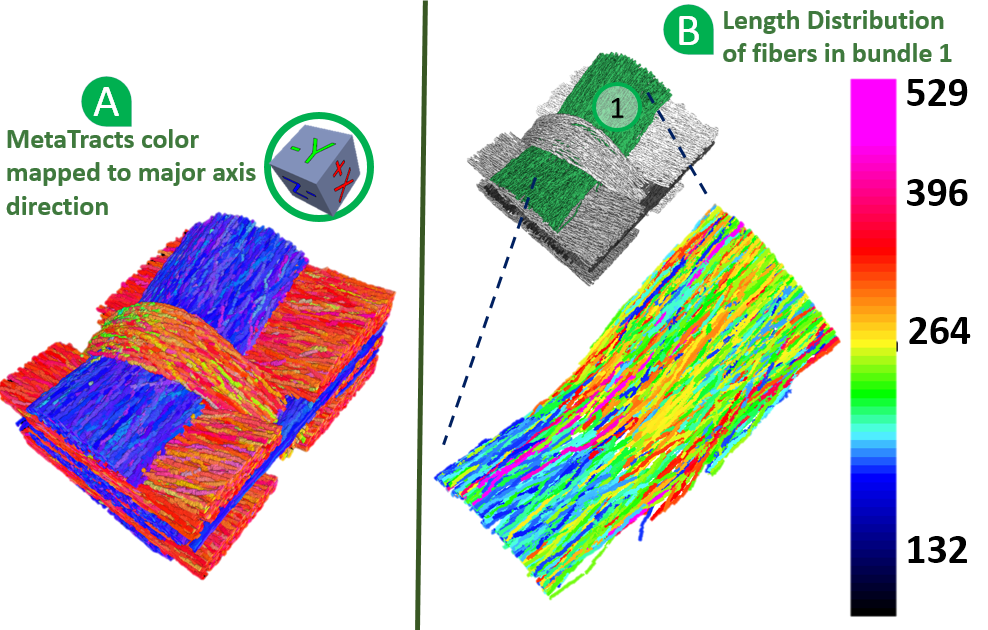 A
MetaTracts color
mapped to major axis
direction
-Y
+X
-Z
B
Length Distribution
of fibers in bundle 1
1
529
396
264
132